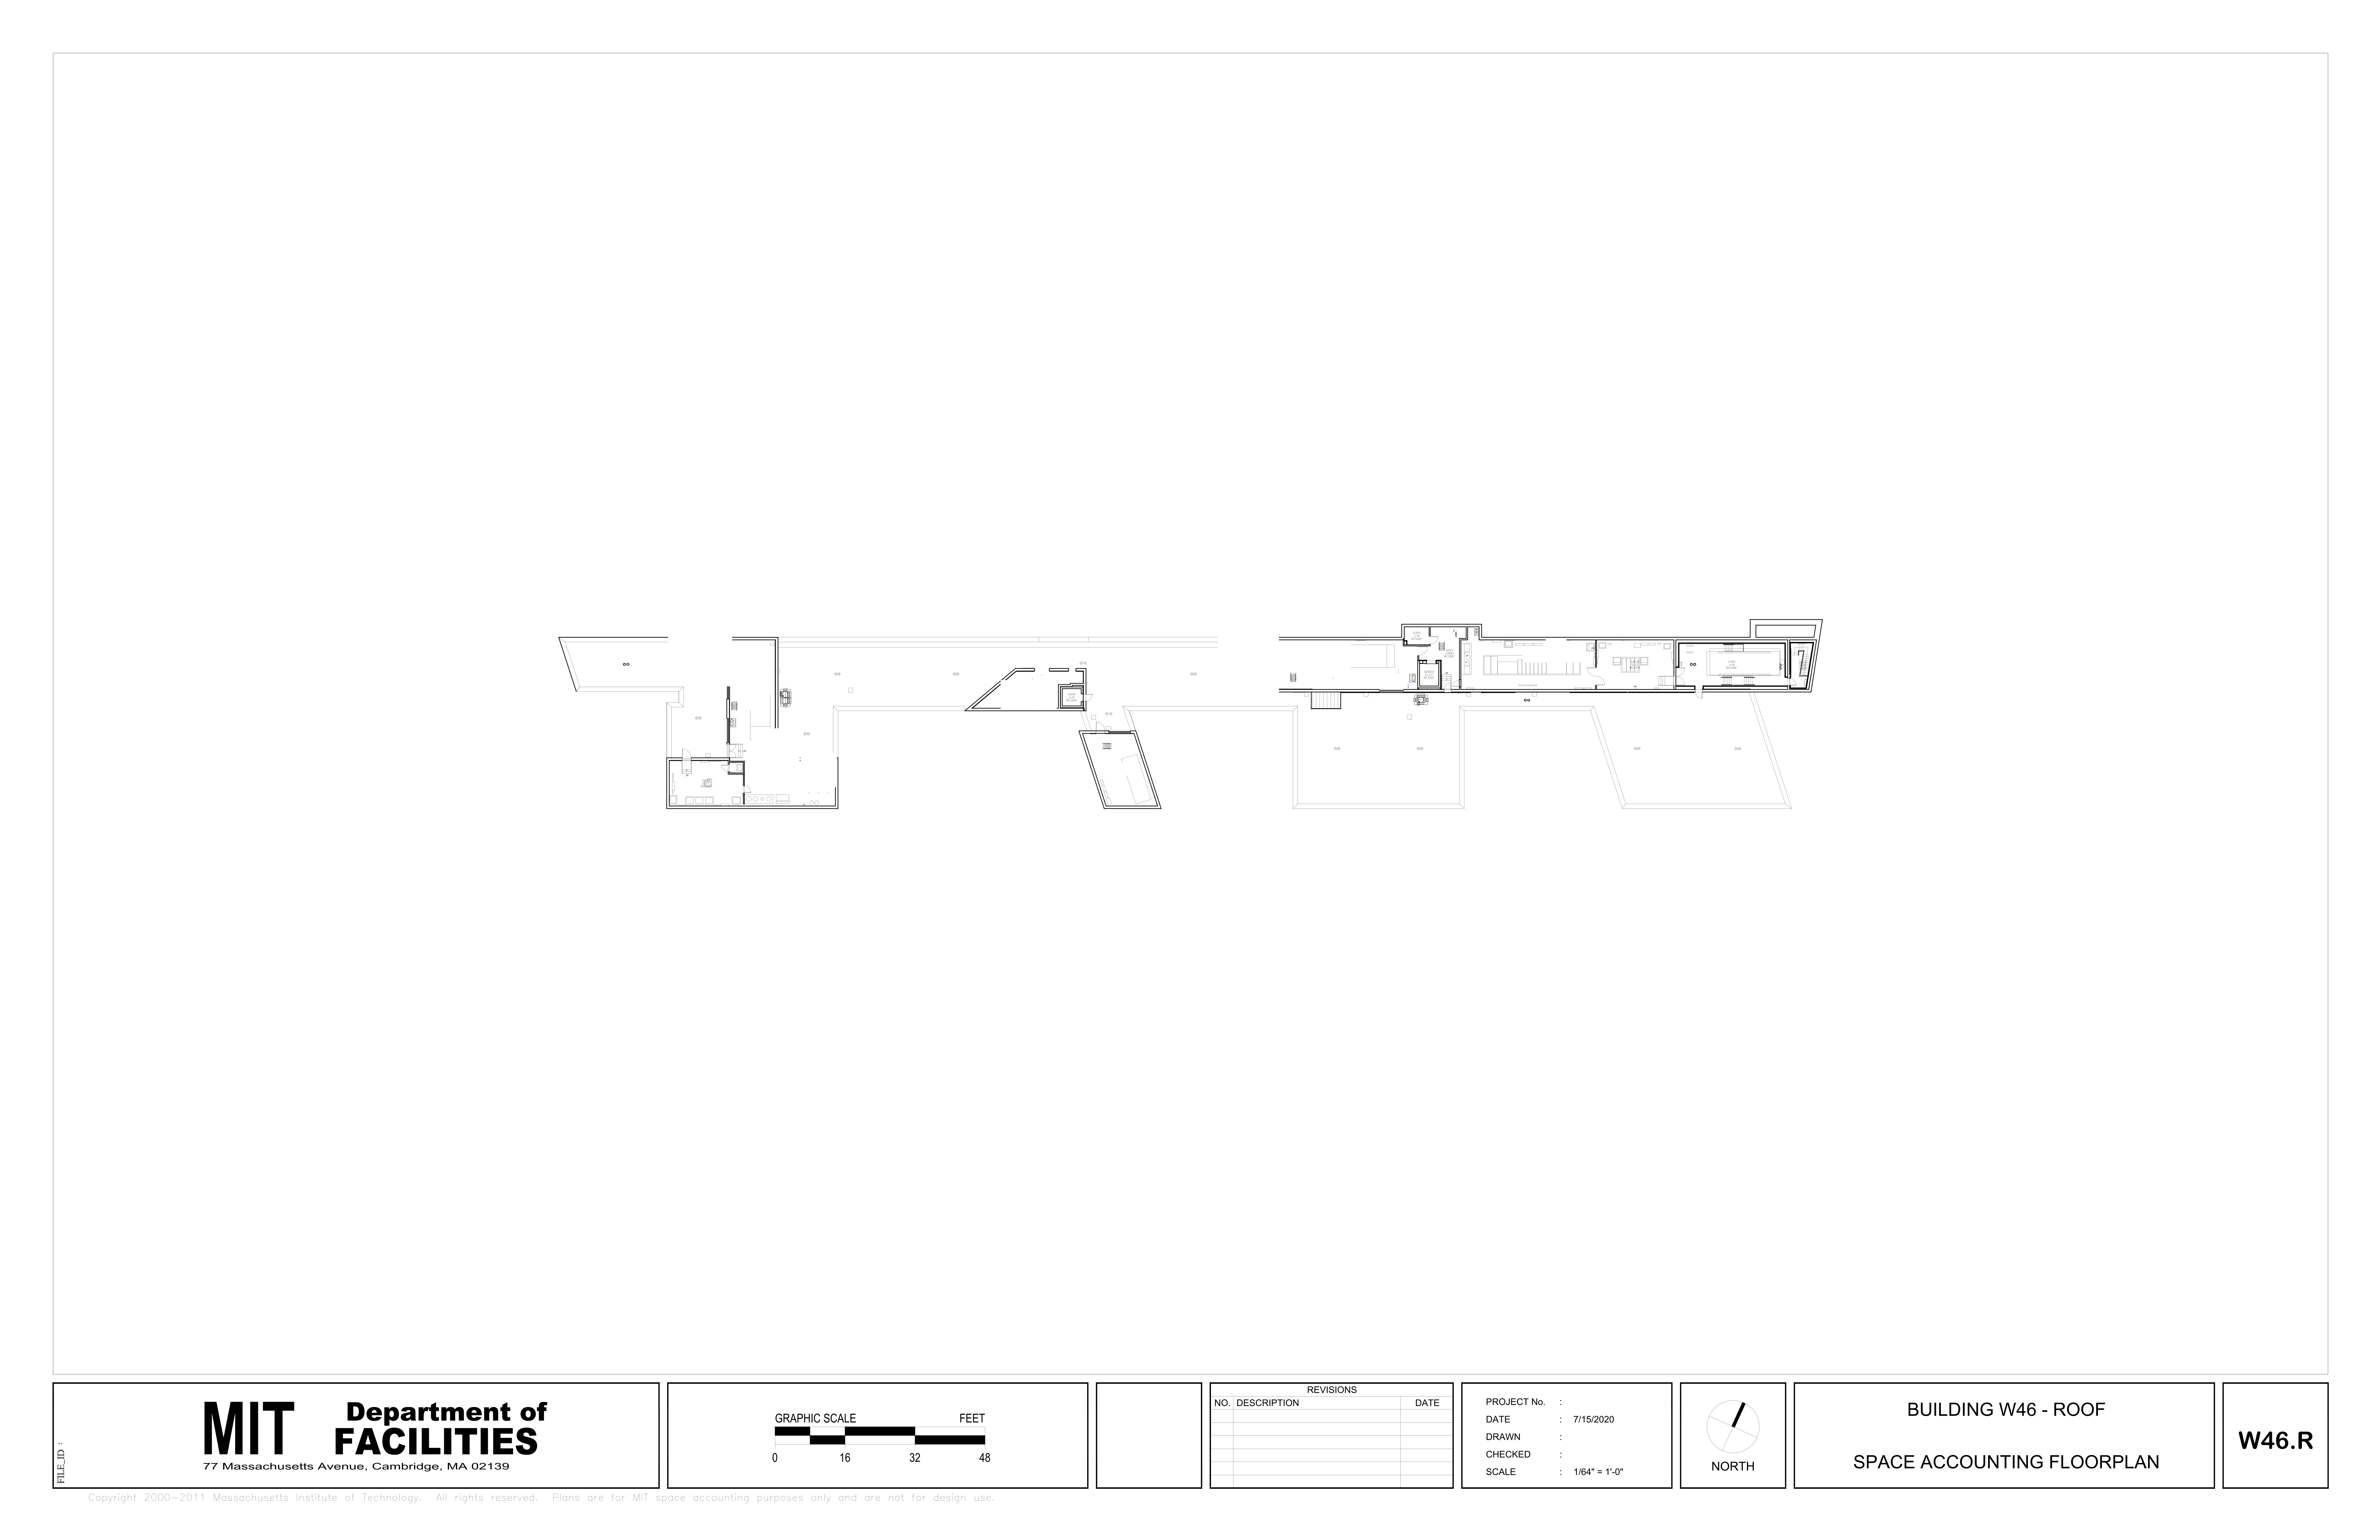 FILE_ID :
MIT
Department of
FACILITIES
77 Massachusetts Avenue, Cambridge, MA 02139
GRAPHIC SCALE FEET
0 16 32 48
REVISIONS
NO. DESCRIPTION DATE
PROJECT No. :
DATE : 7/15/2020
DRAWN :
CHECKED :
SCALE : 1/64" = 1'-0"
NORTH
BUILDING W46 - ROOF
SPACE ACCOUNTING FLOORPLAN
W46.R
Copyright 2000-2011 Massachusetts Institute of Technology. All rights reserved. Plans are for MIT space accounting purposes only and are not for design use.